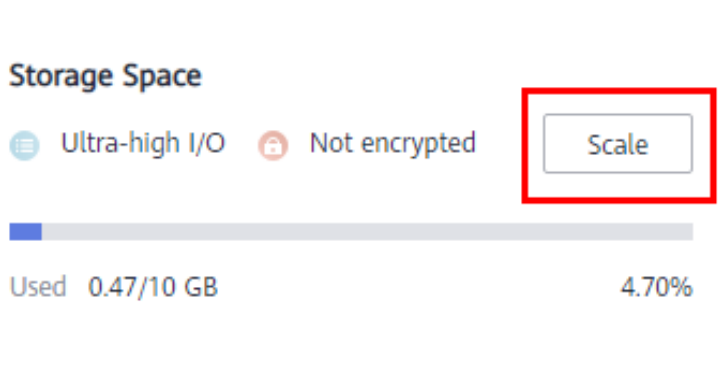 Storage Space
Ultra-high I/O Not encrypted Scale
Used 0.47/10 GB 4.70%